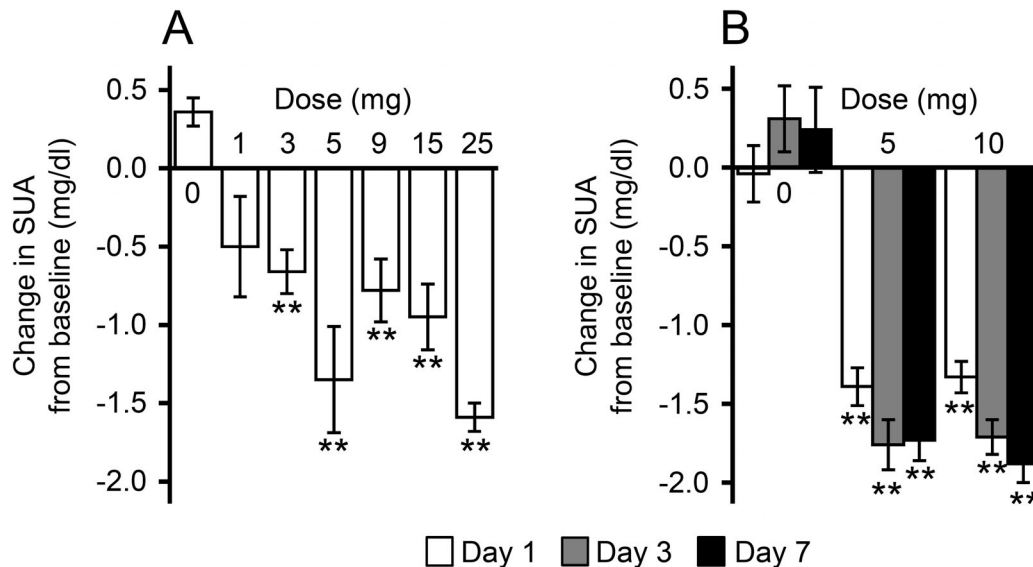 A
Change in SUA
from baseline (mg/dl)
0.5
0.0
-0.5
-1.0
-1.5
-2.0
Dose (mg)
1 3 5 9 15 25
0
**
**
**
**
**
B
Change in SUA
from baseline (mg/dl)
0.5
0.0
-0.5
-1.0
-1.5
-2.0
Dose (mg)
5 10
0
**
**
**
**
**
**
Day 1 Day 3 Day 7